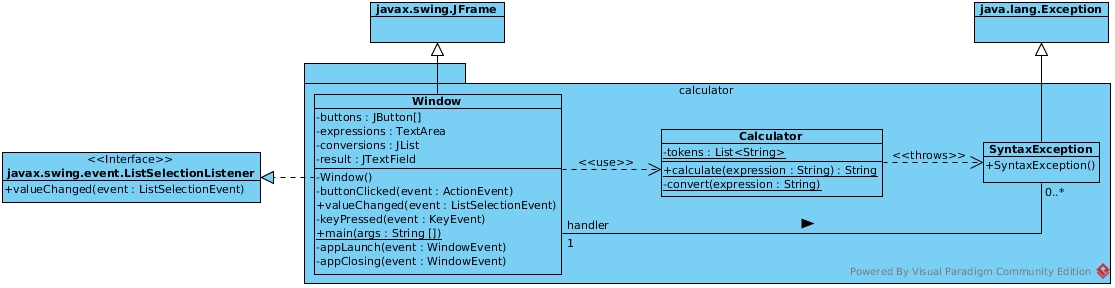 javax.swing.JFrame
java.lang.Exception
calculator
Window
-buttons : JButton[]
-expressions : TextArea
-conversions : JList
-result : JTextField
-Window()
-buttonClicked(event : ActionEvent)
+valueChanged(event : ListSelectionEvent)
-keyPressed(event : KeyEvent)
+main(args : String [])
-appLaunch(event : WindowEvent)
-appClosing(event : WindowEvent)
<<Interface>>
javax.swing.event.ListSelectionListener
+valueChanged(event : ListSelectionEvent)
<<use>>
Calculator
-tokens : List<String>
+calculate(expression : String) : String
-convert(expression : String)
<<throws>>
SyntaxException
+SyntaxException()
0..*
handler
1
Powered By Visual Paradigm Community Edition